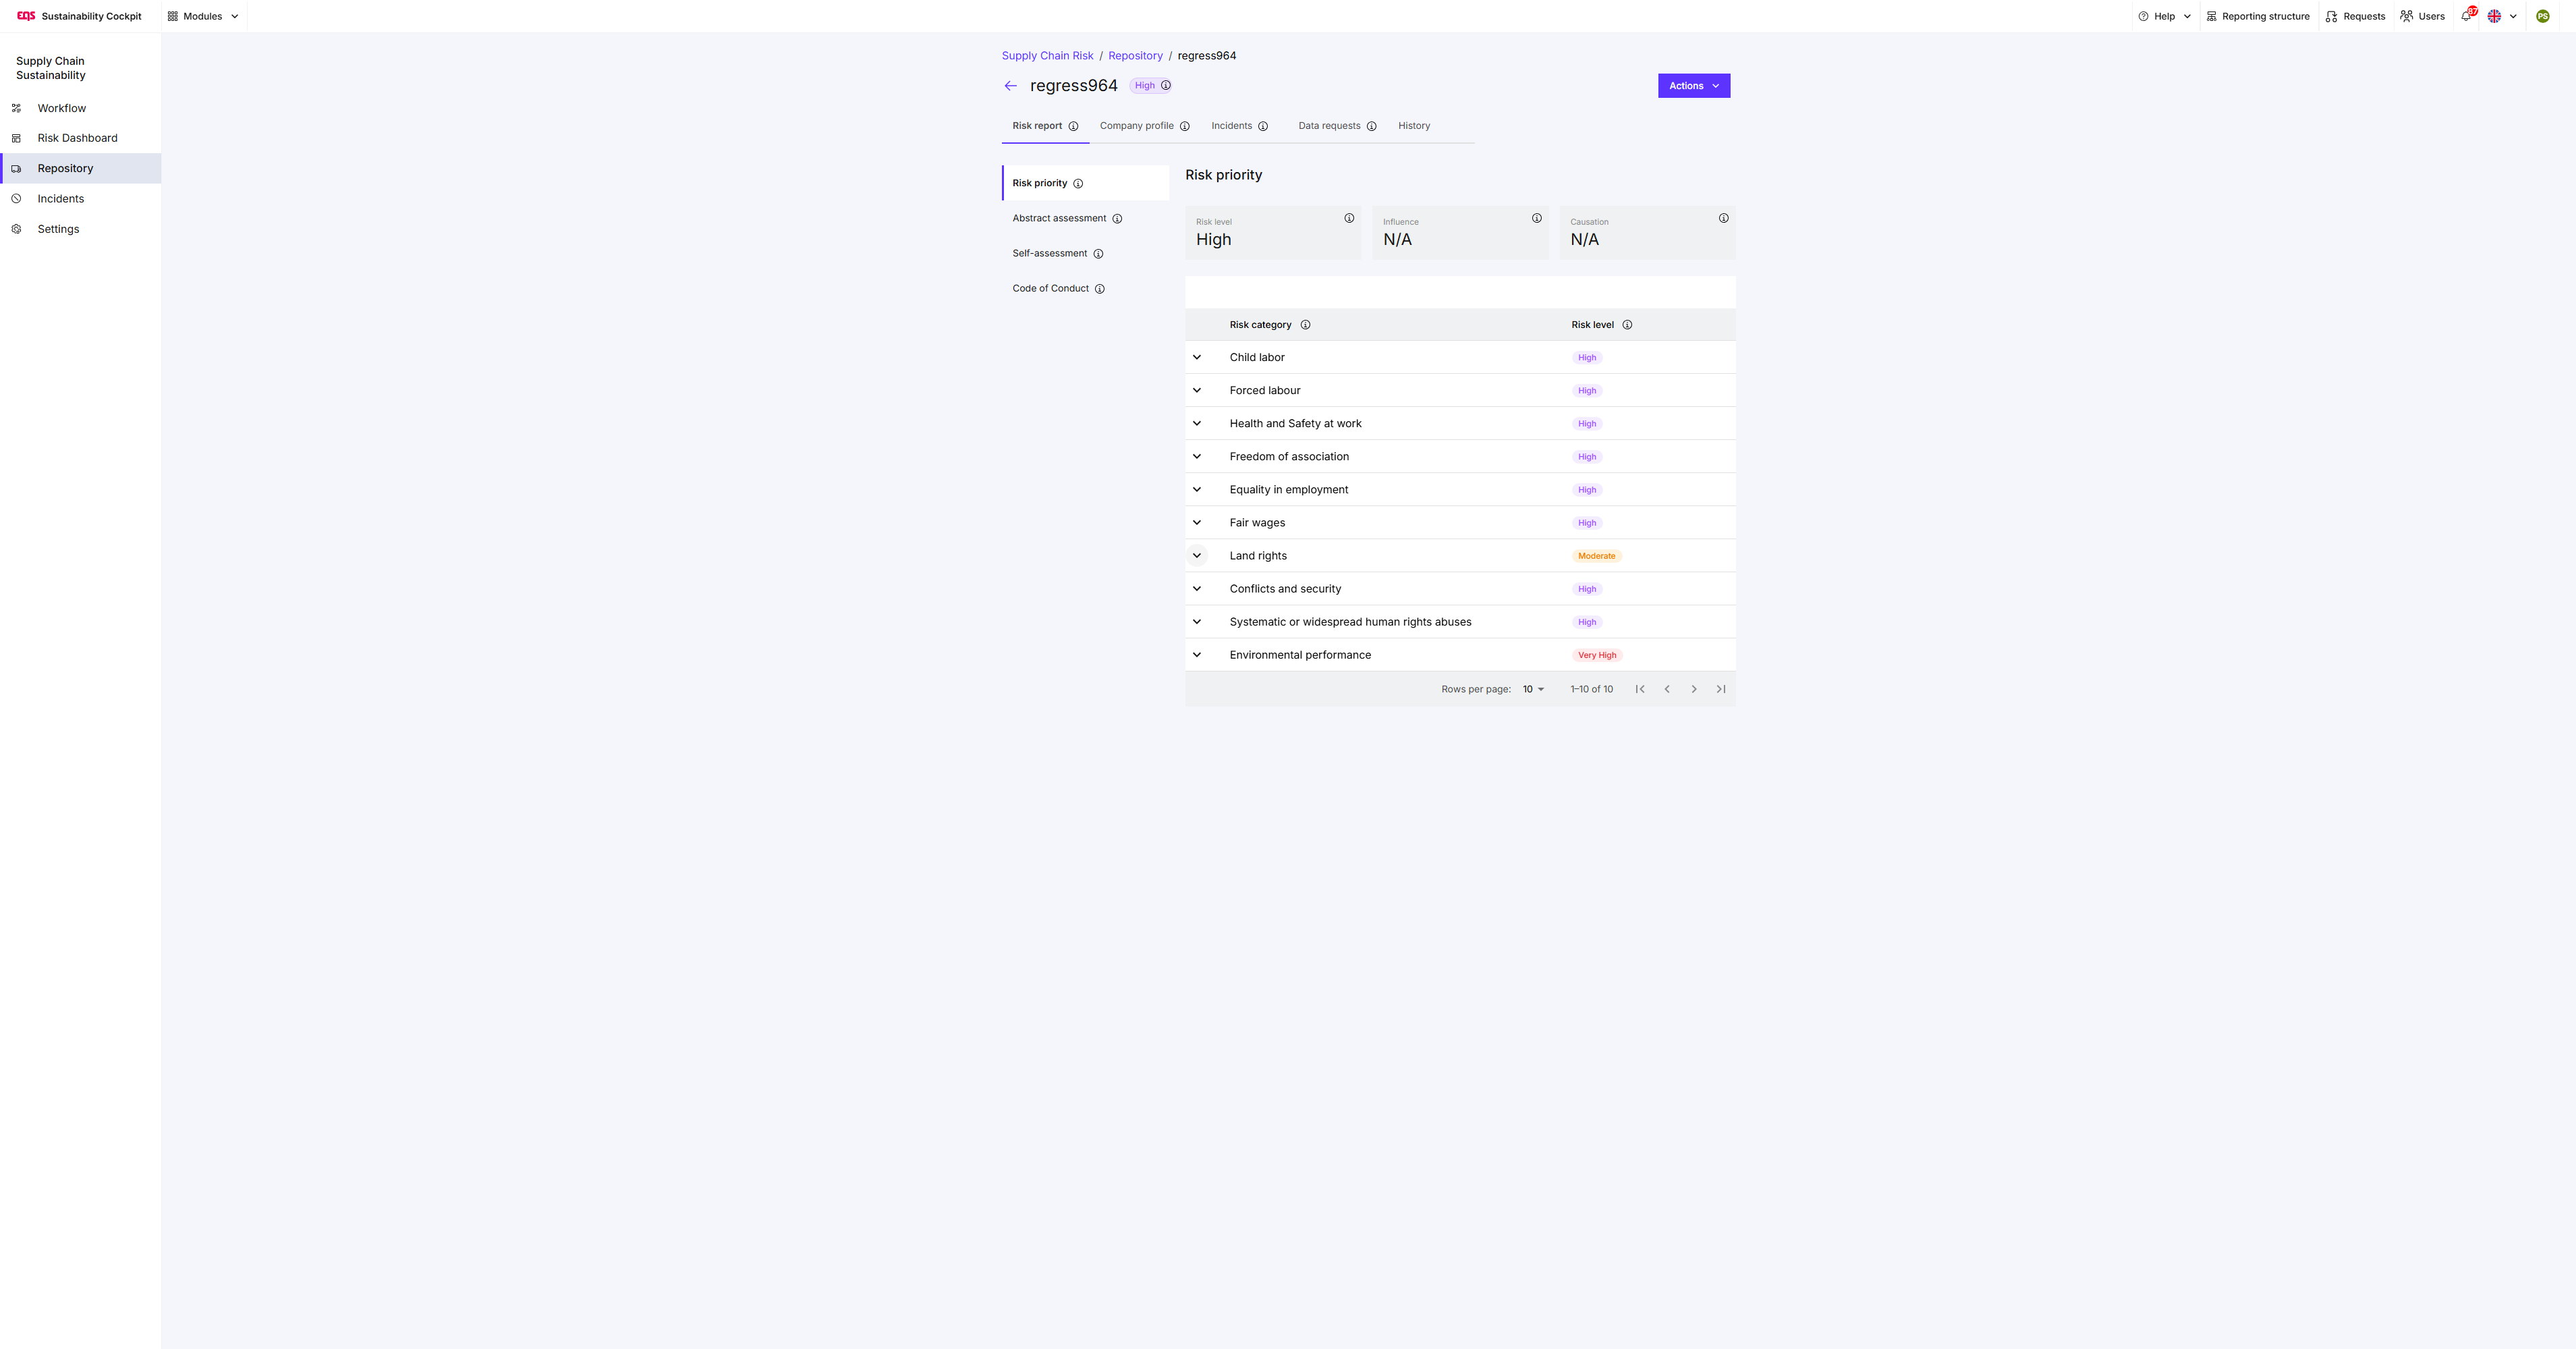 EQS Sustainability Cockpit
Modules
Help
Reporting structure
Requests
Users
87
PS
Supply Chain
Sustainability
Workflow
Risk Dashboard
Repository
Incidents
Settings
Supply Chain Risk / Repository / regress964
regress964
High
Actions
Risk report
Company profile
Incidents
Data requests
History
Risk priority
Abstract assessment
Self-assessment
Code of Conduct
Risk priority
Risk level
High
Influence
N/A
Causation
N/A
Risk category
Risk level
Child labor
High
Forced labour
High
Health and Safety at work
High
Freedom of association
High
Equality in employment
High
Fair wages
High
Land rights
Moderate
Conflicts and security
High
Systematic or widespread human rights abuses
High
Environmental performance
Very High
Rows per page: 10
1–10 of 10